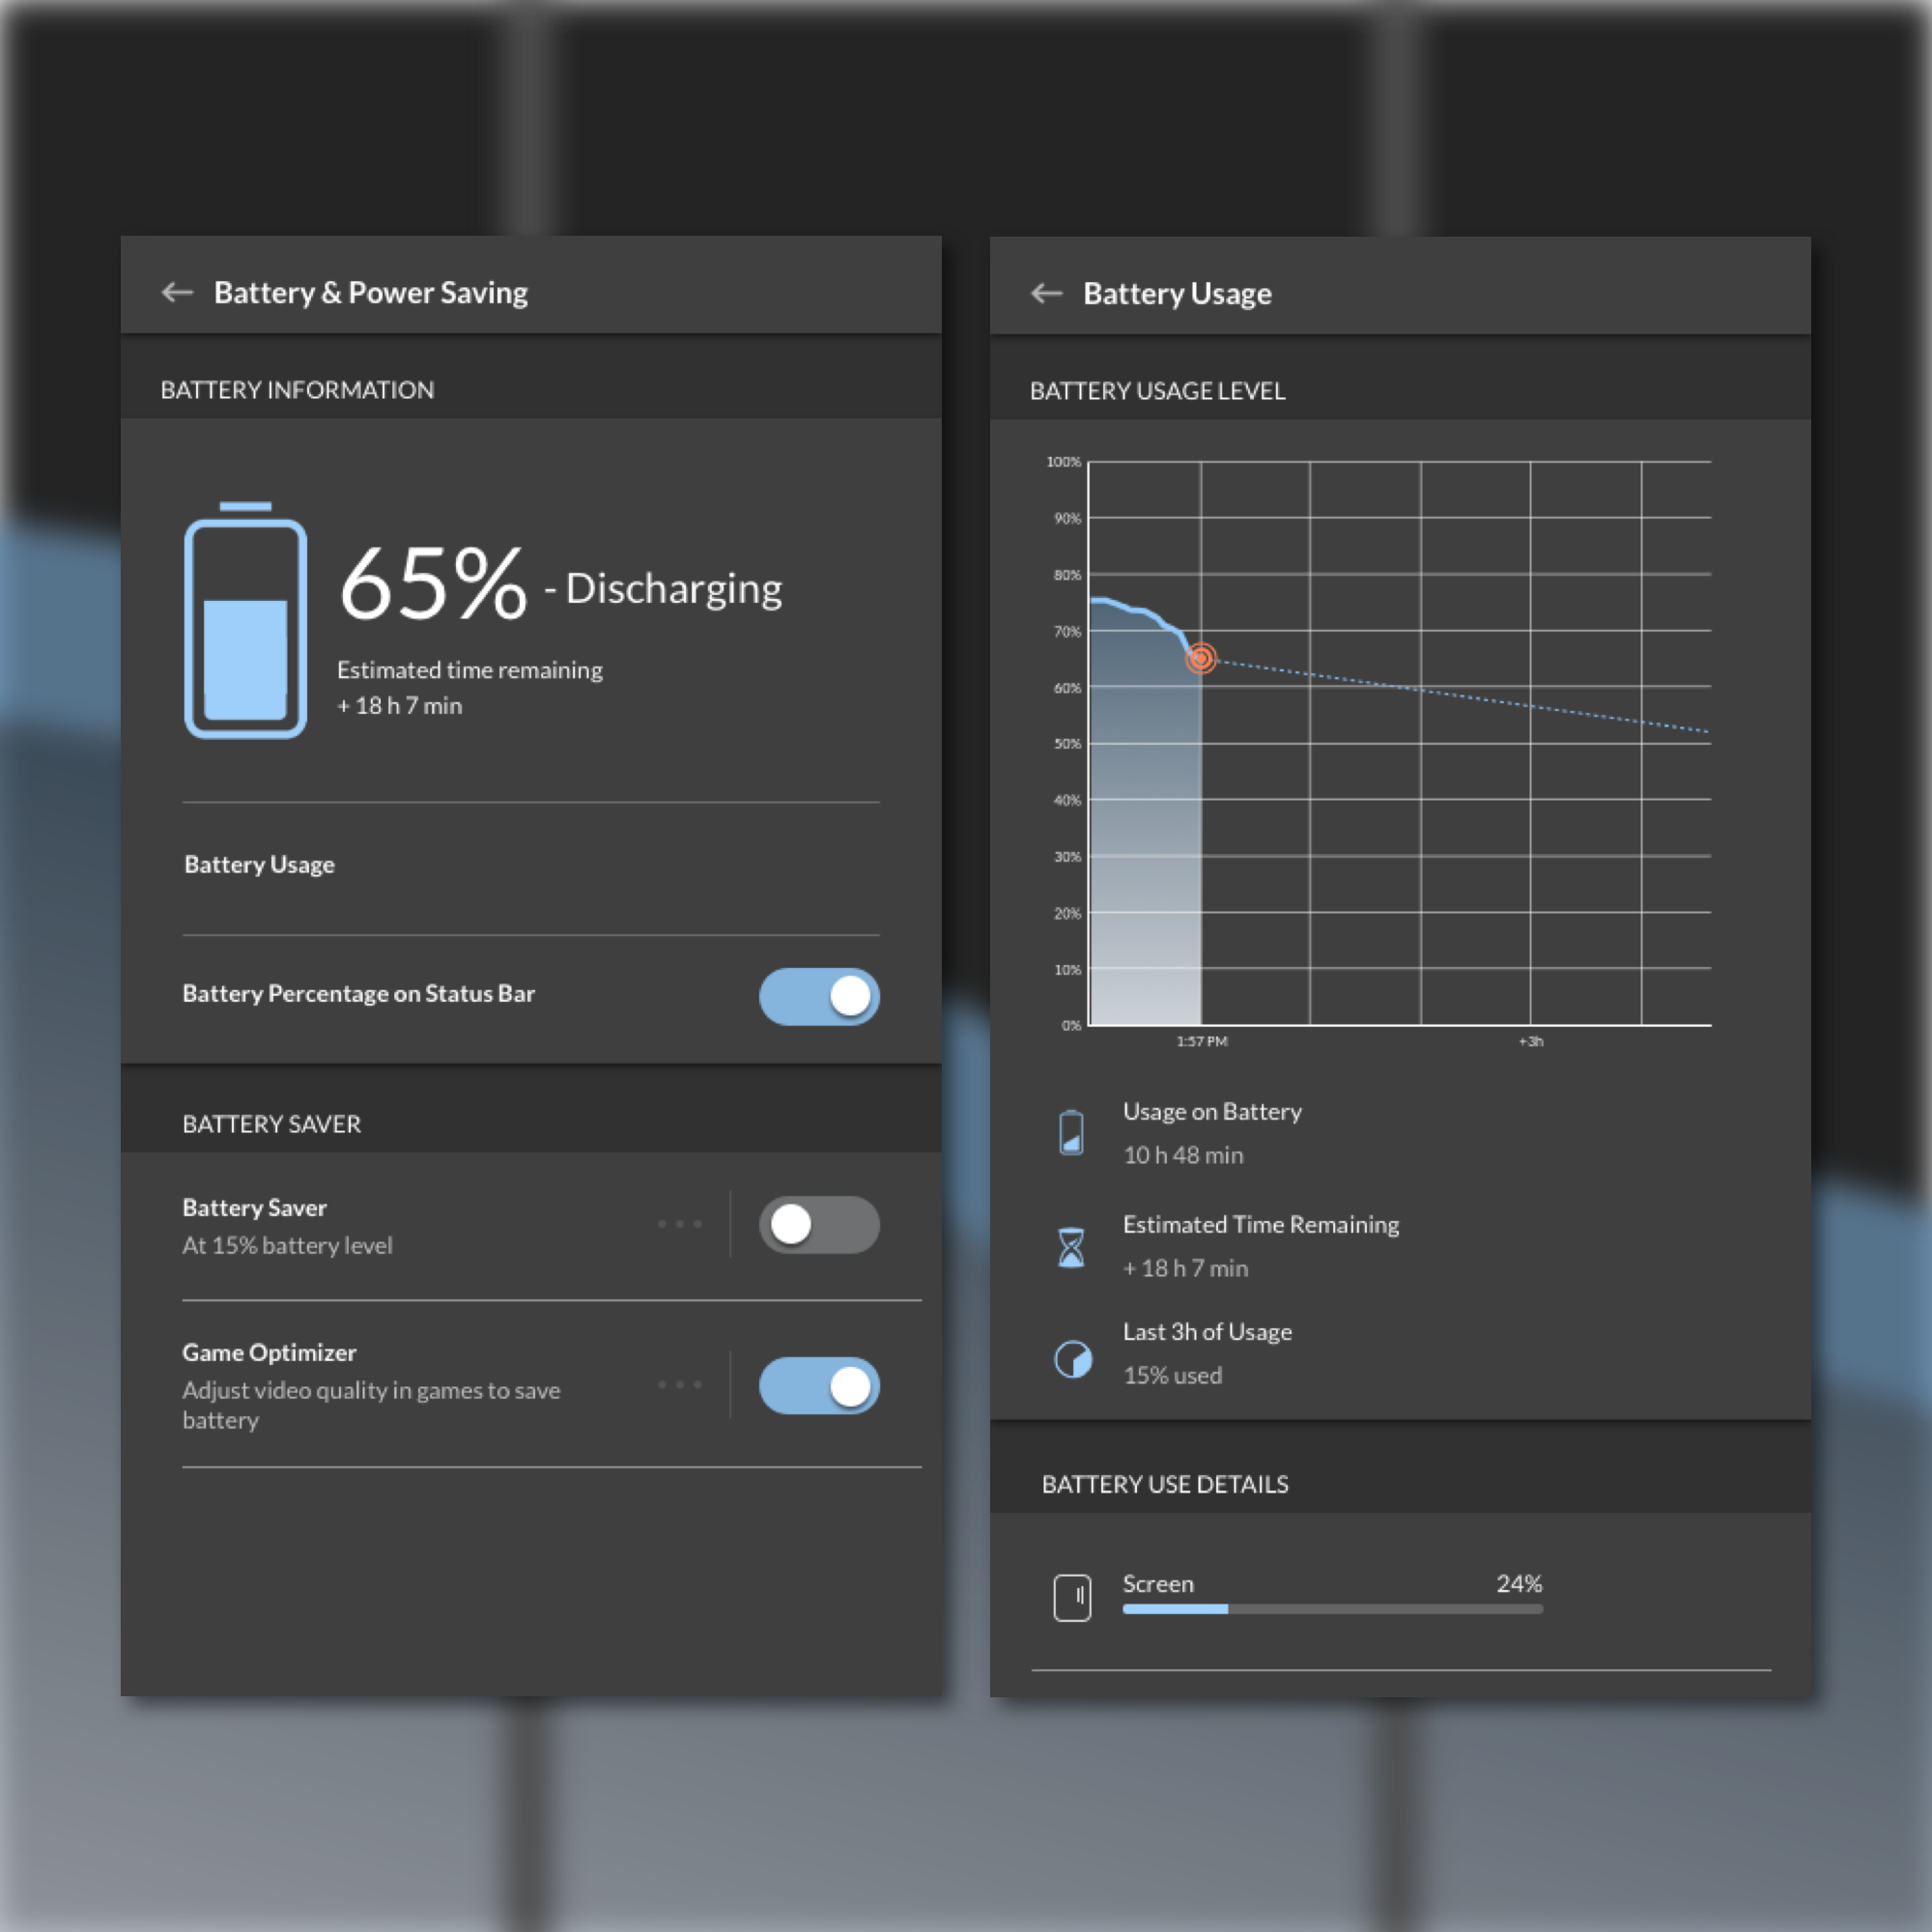 Battery & Power Saving
BATTERY INFORMATION
65% - Discharging
Estimated time remaining
+ 18 h 7 min
Battery Usage
Battery Percentage on Status Bar
BATTERY SAVER
Battery Saver
At 15% battery level
Game Optimizer
Adjust video quality in games to save
battery
Battery Usage
BATTERY USAGE LEVEL
100%
90%
80%
70%
60%
50%
40%
30%
20%
10%
0%
1:57 PM
+3h
Usage on Battery
10 h 48 min
Estimated Time Remaining
+ 18 h 7 min
Last 3h of Usage
15% used
BATTERY USE DETAILS
Screen 24%